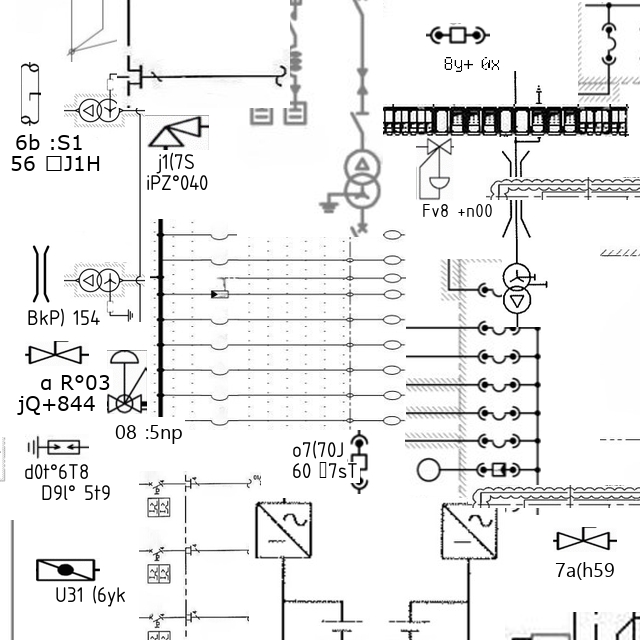 8y+ 0x
6b :S1
56 □J1H
j1(7S
iPZ°040
Fv8 +n00
BkP) 154
a R°03
jQ+844
08 :5np
o7(70J
60 □7sT
d0t°6T8
D9l° 5t9
7a(h59
U31 (6yk